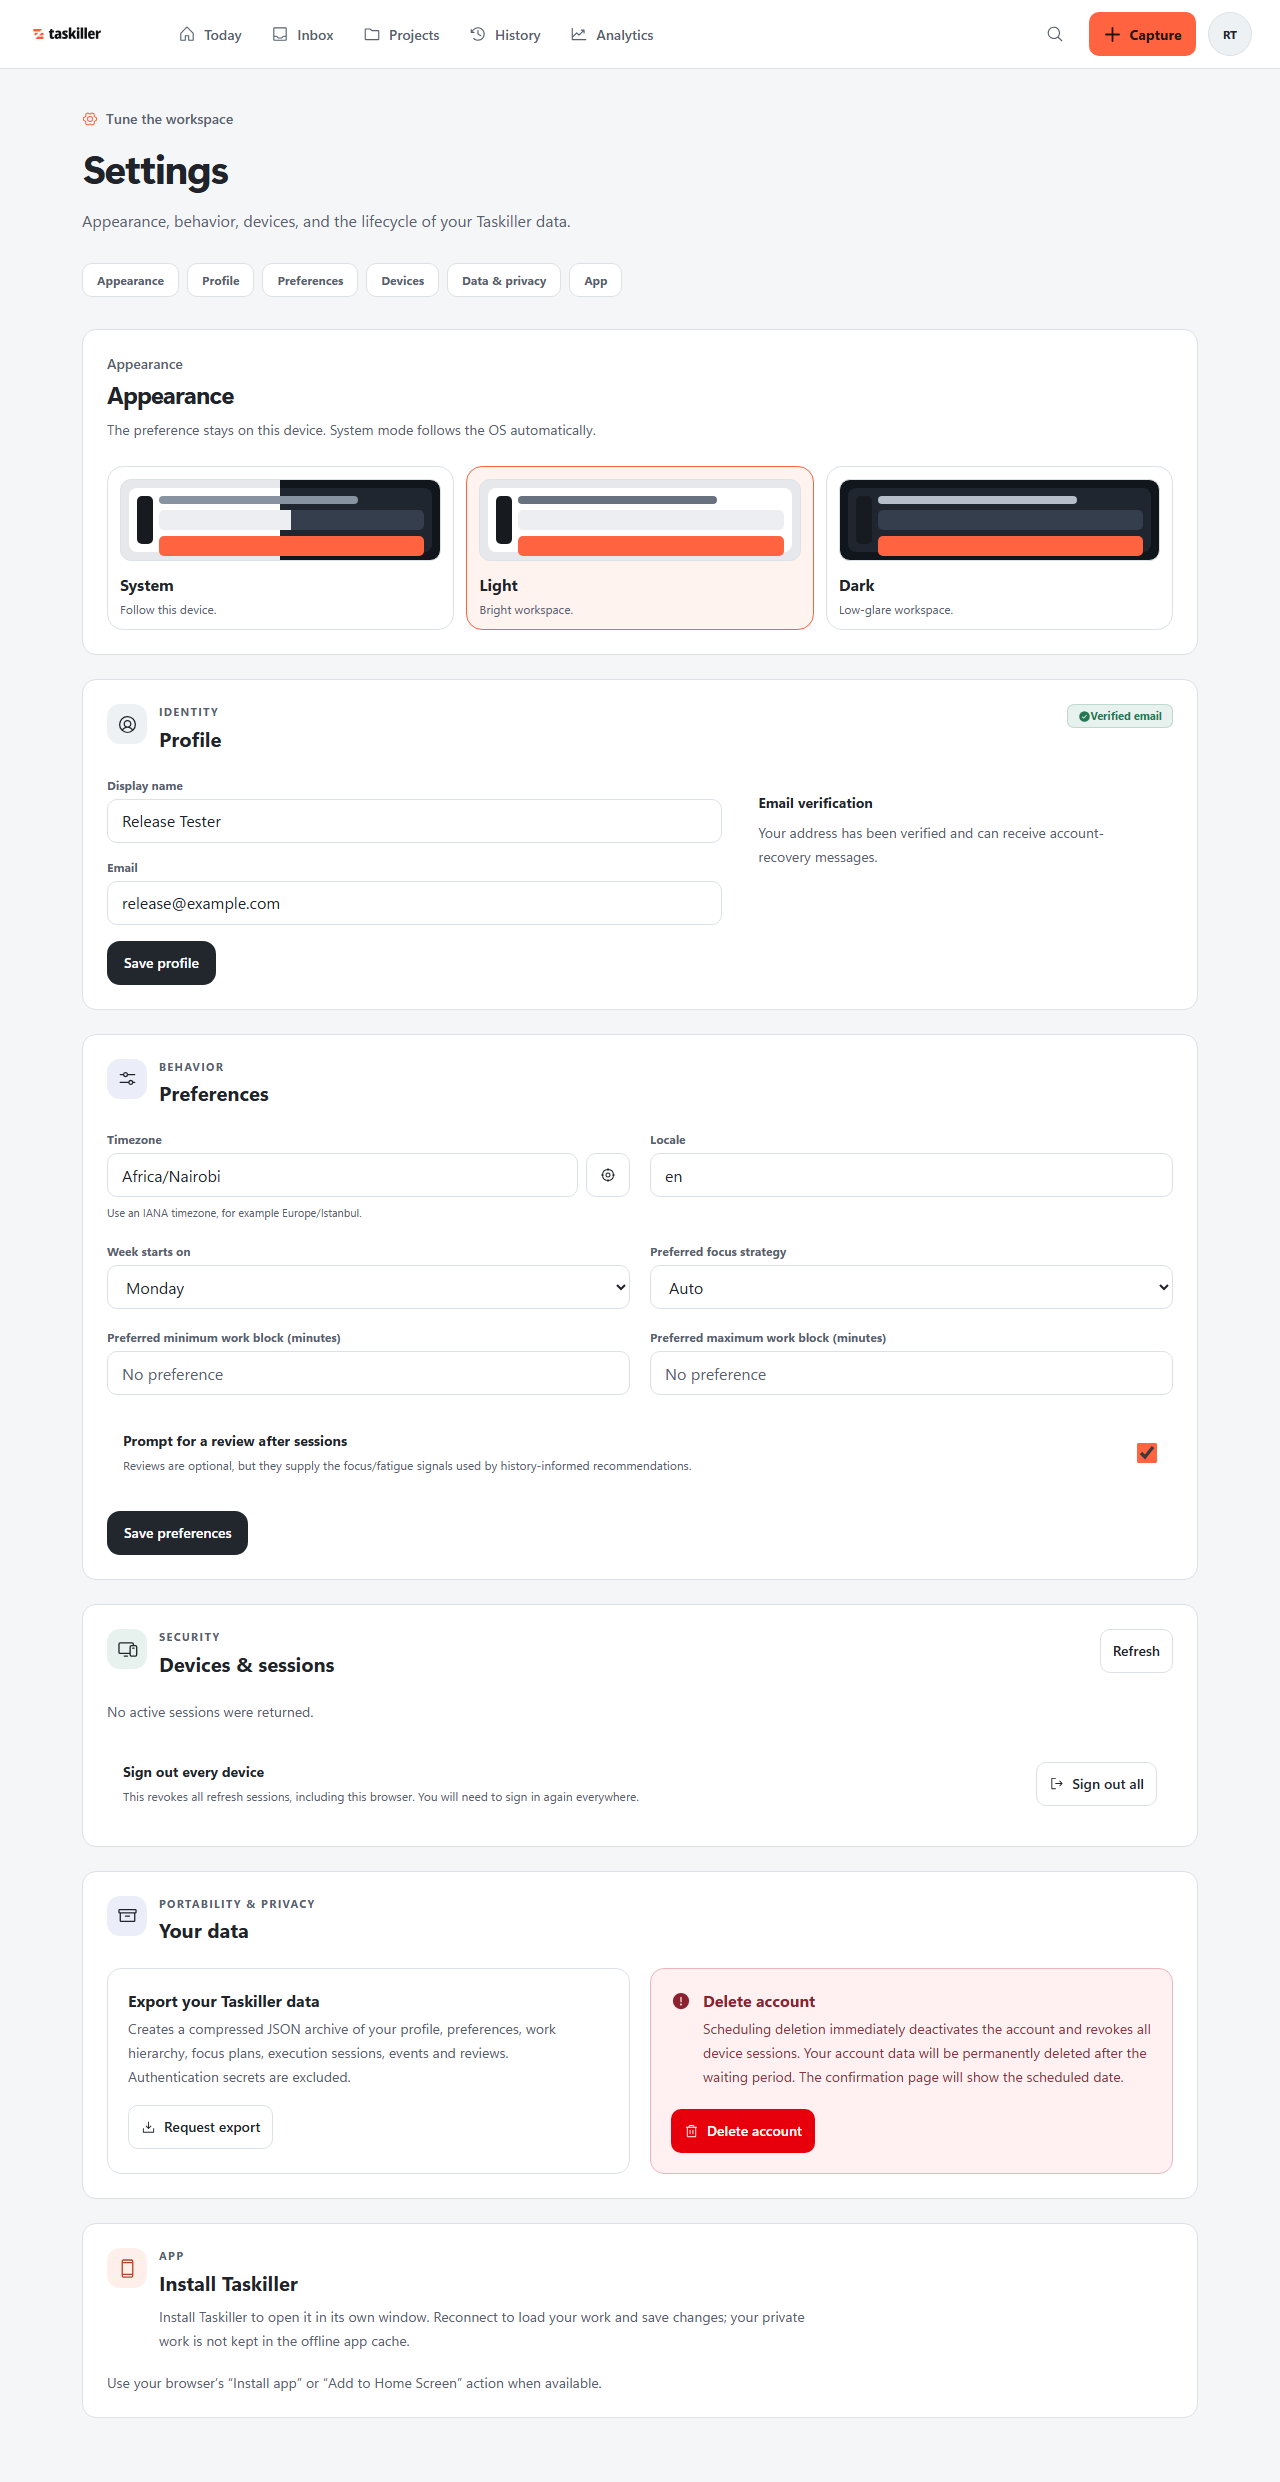 taskiller
Today
Inbox
Projects
History
Analytics
Capture
RT
Tune the workspace
Settings
Appearance, behavior, devices, and the lifecycle of your Taskiller data.
Appearance
Profile
Preferences
Devices
Data & privacy
App
Appearance
Appearance
The preference stays on this device. System mode follows the OS automatically.
System
Follow this device.
Light
Bright workspace.
Dark
Low-glare workspace.
IDENTITY
Profile
Verified email
Display name
Release Tester
Email
release@example.com
Save profile
Email verification
Your address has been verified and can receive account-
recovery messages.
BEHAVIOR
Preferences
Timezone
Africa/Nairobi
Use an IANA timezone, for example Europe/Istanbul.
Locale
en
Week starts on
Monday
Preferred focus strategy
Auto
Preferred minimum work block (minutes)
No preference
Preferred maximum work block (minutes)
No preference
Prompt for a review after sessions
Reviews are optional, but they supply the focus/fatigue signals used by history-informed recommendations.
Save preferences
SECURITY
Devices & sessions
Refresh
No active sessions were returned.
Sign out every device
This revokes all refresh sessions, including this browser. You will need to sign in again everywhere.
Sign out all
PORTABILITY & PRIVACY
Your data
Export your Taskiller data
Creates a compressed JSON archive of your profile, preferences, work
hierarchy, focus plans, execution sessions, events and reviews.
Authentication secrets are excluded.
Request export
Delete account
Scheduling deletion immediately deactivates the account and revokes all
device sessions. Your account data will be permanently deleted after the
waiting period. The confirmation page will show the scheduled date.
Delete account
APP
Install Taskiller
Install Taskiller to open it in its own window. Reconnect to load your work and save changes; your private
work is not kept in the offline app cache.
Use your browser’s “Install app” or “Add to Home Screen” action when available.